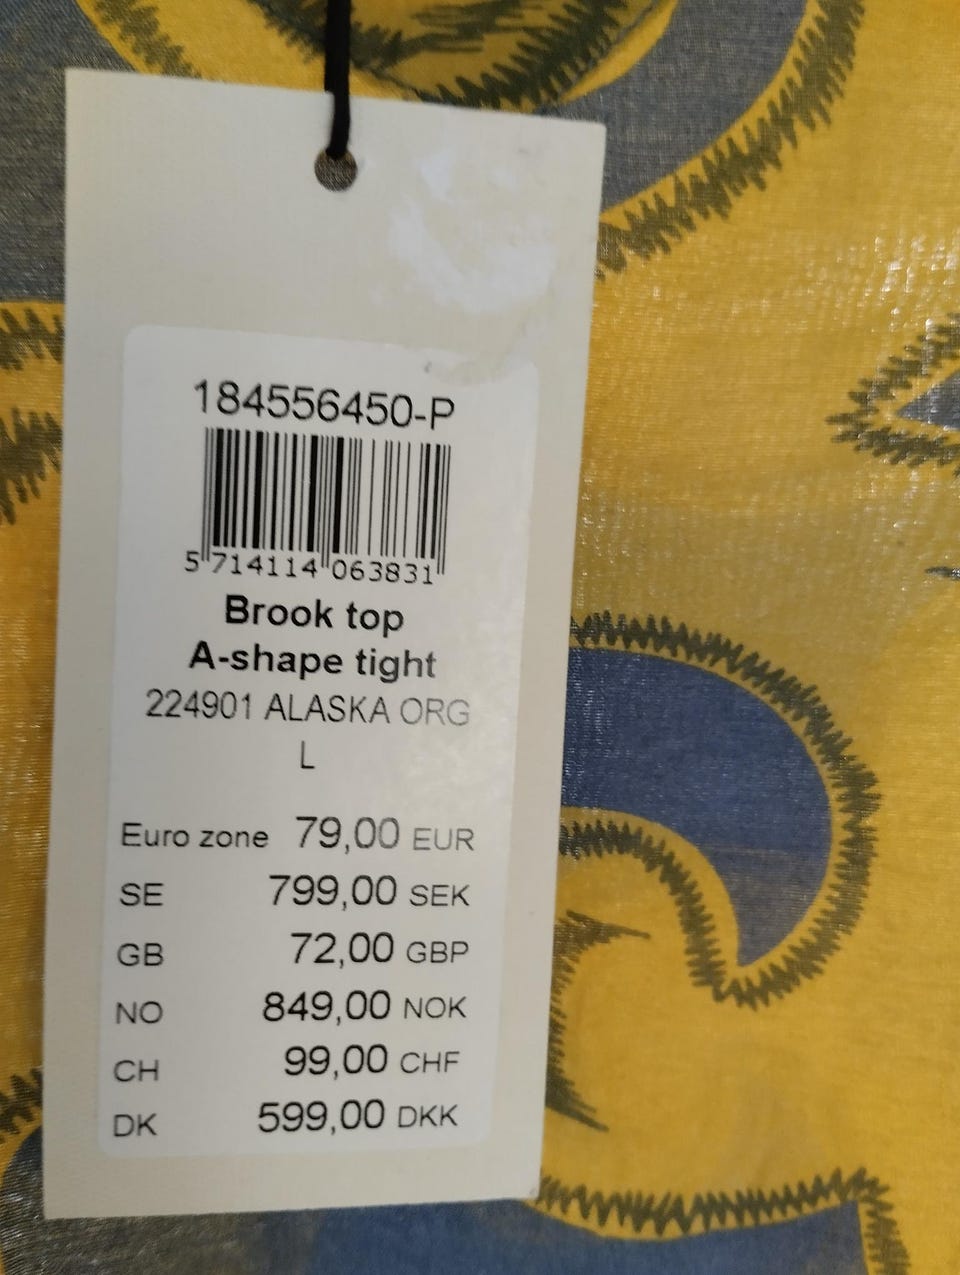 184556450-P
5 714114 063831
Brook top
A-shape tight
224901 ALASKA ORG
L
Euro zone 79,00 EUR
SE 799,00 SEK
GB 72,00 GBP
NO 849,00 NOK
CH 99,00 CHF
DK 599,00 DKK